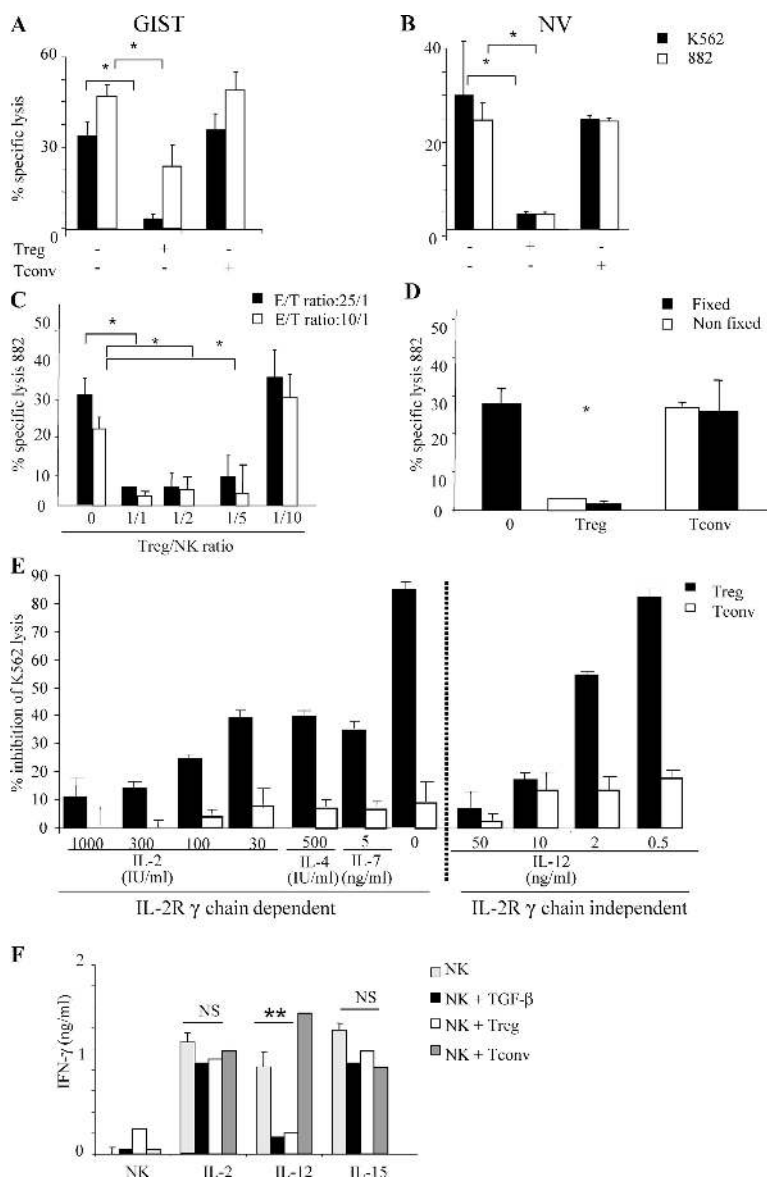 A GIST
60
30
0
% specific lysis
* *
Treg - + -
Tconv - - +
B NV
40
20
0
% specific lysis
* *
K562
882
- + -
- - +
C
E/T ratio:25/1
E/T ratio:10/1
50
40
30
20
10
0
% specific lysis 882
* * *
0 1/1 1/2 1/5 1/10
Treg/NK ratio
D
Fixed
Non fixed
50
40
30
20
10
0
% specific lysis 882
*
0 Treg Tconv
E
90
80
70
60
50
40
30
20
10
0
% inhibition of K562 lysis
Treg
Tconv
1000 300 100 30 500 5 0 50 10 2 0.5
IL-2 IL-4 IL-7 IL-12
(IU/ml) (IU/ml) (ng/ml) (ng/ml)
IL-2R γ chain dependent IL-2R γ chain independent
F
2
1
0
IFN-γ (ng/ml)
NS ** NS
NK
NK + TGF-β
NK + Treg
NK + Tconv
NK IL-2 IL-12 IL-15